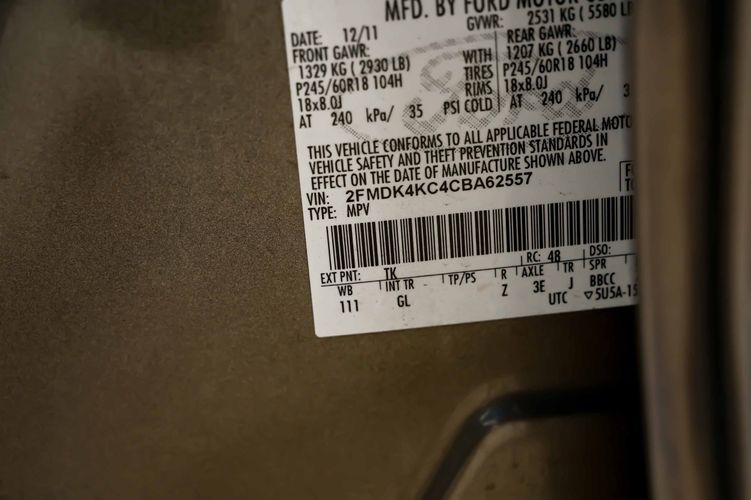 MFD. BY FORD MOTOR
DATE: 12/11 GVWR: 2531 KG ( 5580 LB
FRONT GAWR: REAR GAWR:
1329 KG ( 2930 LB) WITH 1207 KG ( 2660 LB)
P245/60R18 104H TIRES P245/60R18 104H
18x8.0J RIMS 18x8.0J
AT 240 kPa/ 35 PSI COLD AT 240 kPa/ 3
THIS VEHICLE CONFORMS TO ALL APPLICABLE FEDERAL MOTO
VEHICLE SAFETY AND THEFT PREVENTION STANDARDS IN
EFFECT ON THE DATE OF MANUFACTURE SHOWN ABOVE.
VIN: 2FMDK4KC4CBA62557
TYPE: MPV
EXT PNT: TK RC: 48 DSO:
WB INT TR TP/PS R AXLE TR SPR
111 GL Z 3E J BBCC
UTC ▽5U5A-15